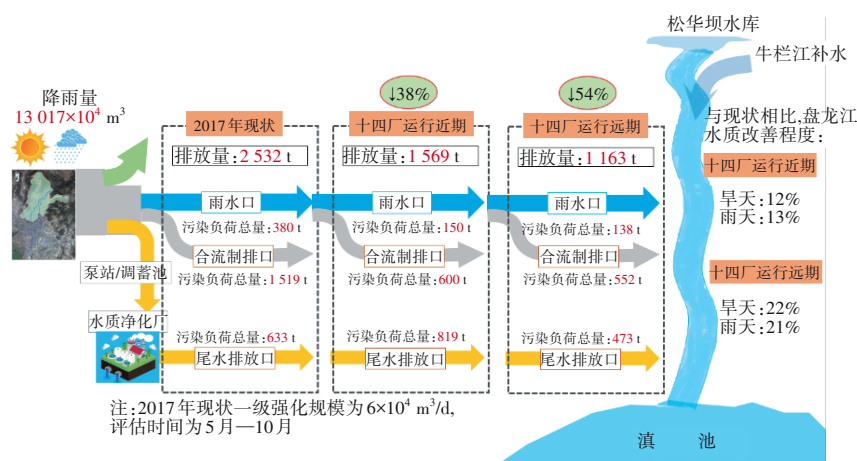 松华坝水库
牛栏江补水
降雨量
13 017×10⁴ m³
↓38%
↓54%
2017年现状
十四厂运行近期
十四厂运行远期
与现状相比,盘龙江
水质改善程度:
排放量:2 532 t
排放量:1 569 t
排放量:1 163 t
十四厂运行近期
旱天:12%
雨天:13%
雨水口
雨水口
雨水口
污染负荷总量:380 t
污染负荷总量:150 t
污染负荷总量:138 t
合流制排口
合流制排口
合流制排口
泵站/调蓄池
污染负荷总量:1 519 t
污染负荷总量:600 t
污染负荷总量:552 t
十四厂运行远期
旱天:22%
雨天:21%
水质净化厂
污染负荷总量:633 t
污染负荷总量:819 t
污染负荷总量:473 t
尾水排放口
尾水排放口
尾水排放口
注:2017年现状一级强化规模为6×10⁴ m³/d,
评估时间为5月—10月
滇 池